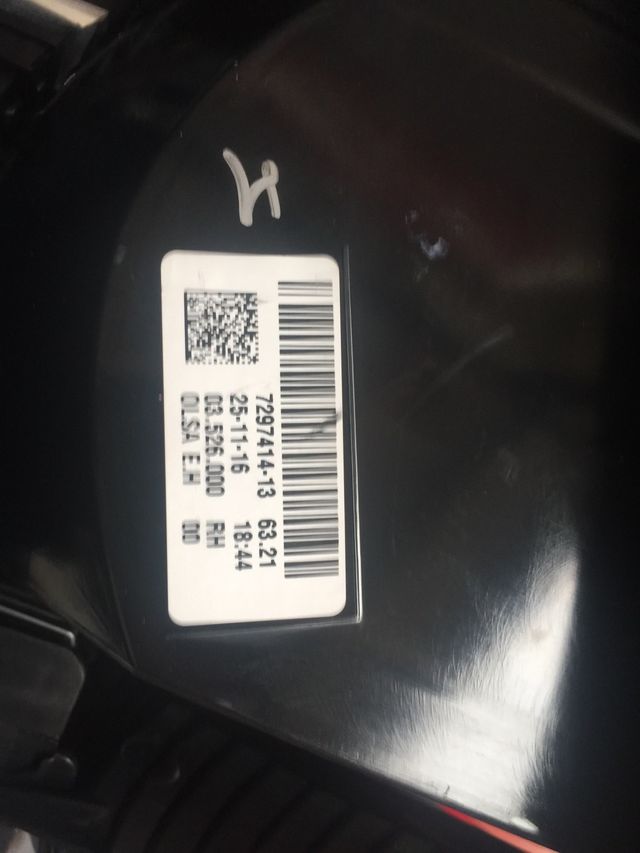 7297414-13 63.21
25-11-16 18:44
03.526.000 RH
OLSA E.H 00